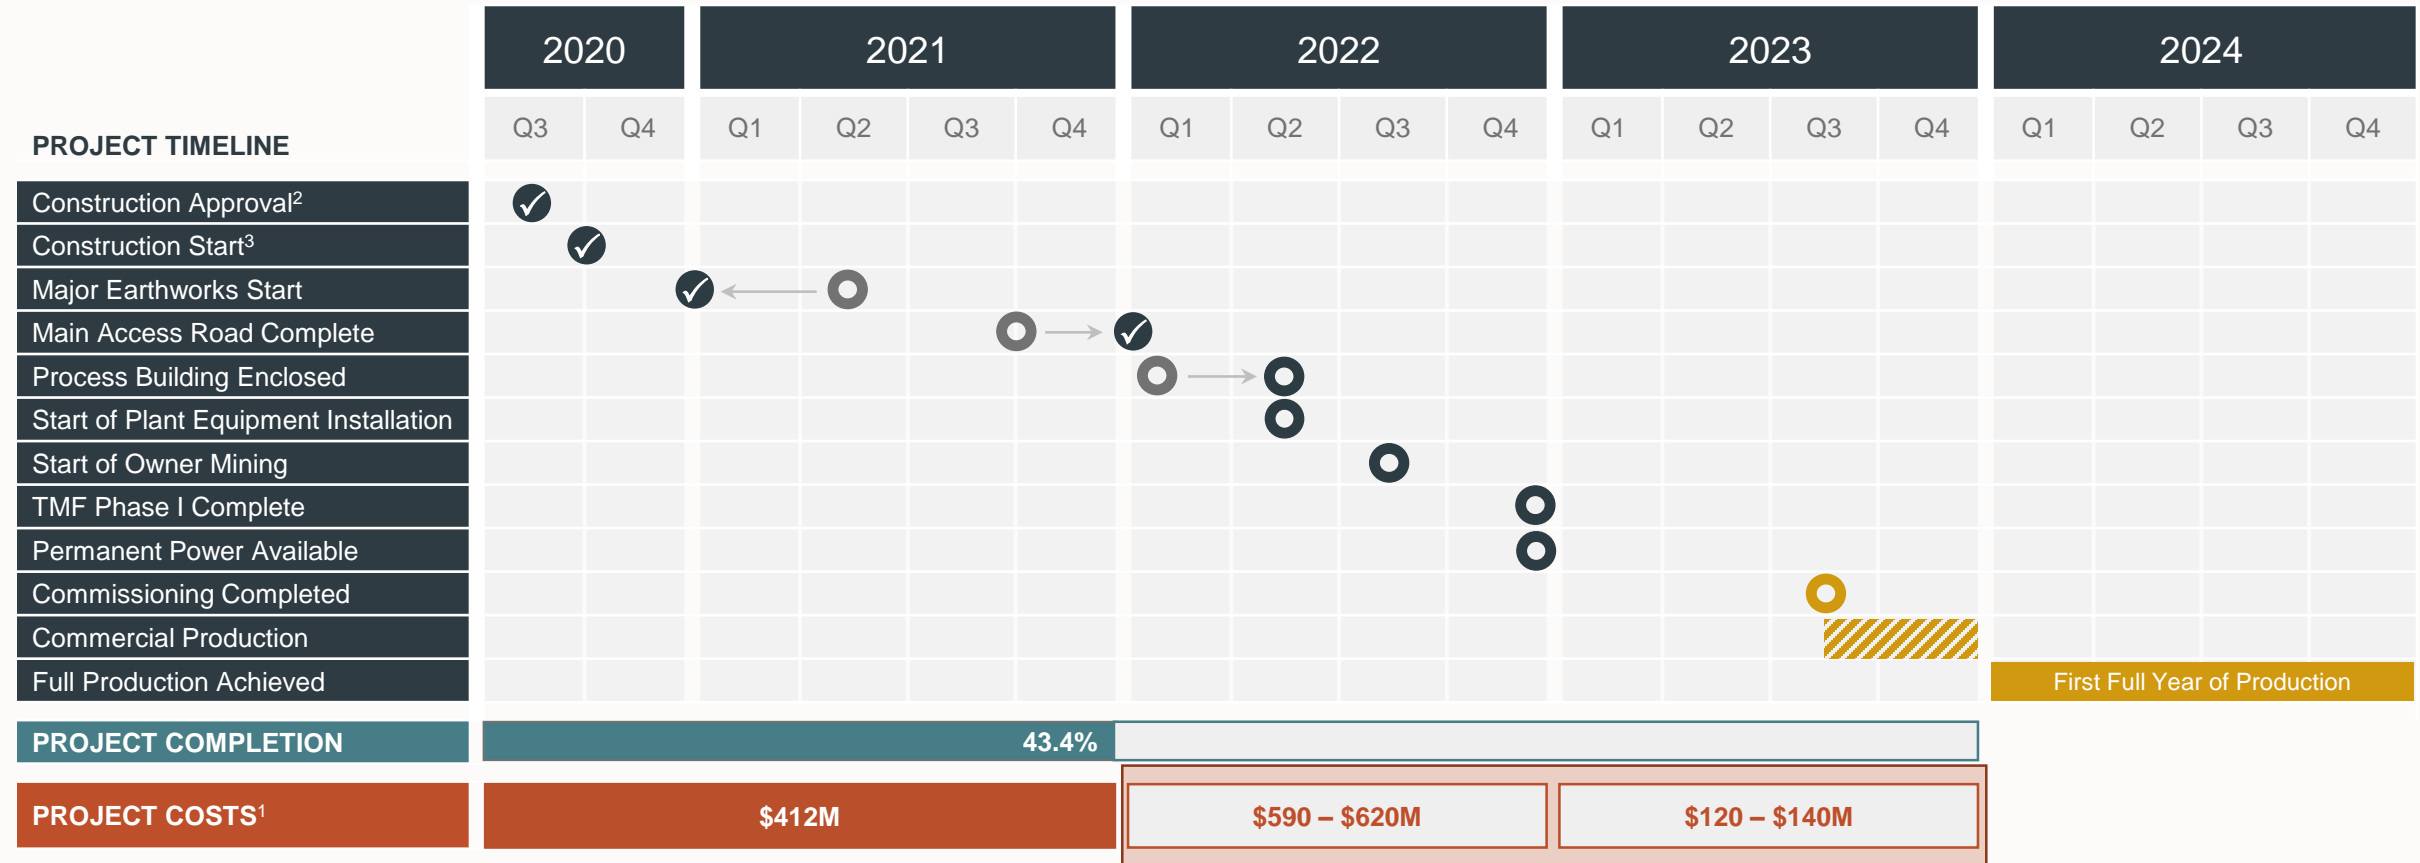 2020 2021 2022 2023 2024
PROJECT TIMELINE Q3 Q4 Q1 Q2 Q3 Q4 Q1 Q2 Q3 Q4 Q1 Q2 Q3 Q4 Q1 Q2 Q3 Q4
Construction Approval²
Construction Start³
Major Earthworks Start
Main Access Road Complete
Process Building Enclosed
Start of Plant Equipment Installation
Start of Owner Mining
TMF Phase I Complete
Permanent Power Available
Commissioning Completed
Commercial Production
Full Production Achieved First Full Year of Production
PROJECT COMPLETION 43.4%
PROJECT COSTS¹ $412M $590 – $620M $120 – $140M